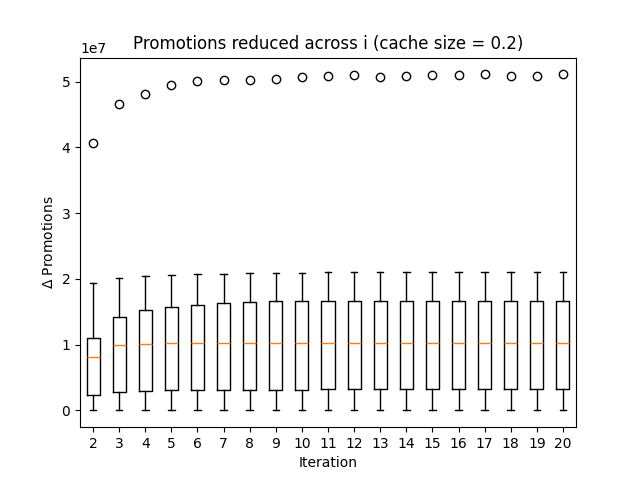 Promotions reduced across i (cache size = 0.2)
1e7
5
4
3
2
1
0
Δ Promotions
2 3 4 5 6 7 8 9 10 11 12 13 14 15 16 17 18 19 20
Iteration